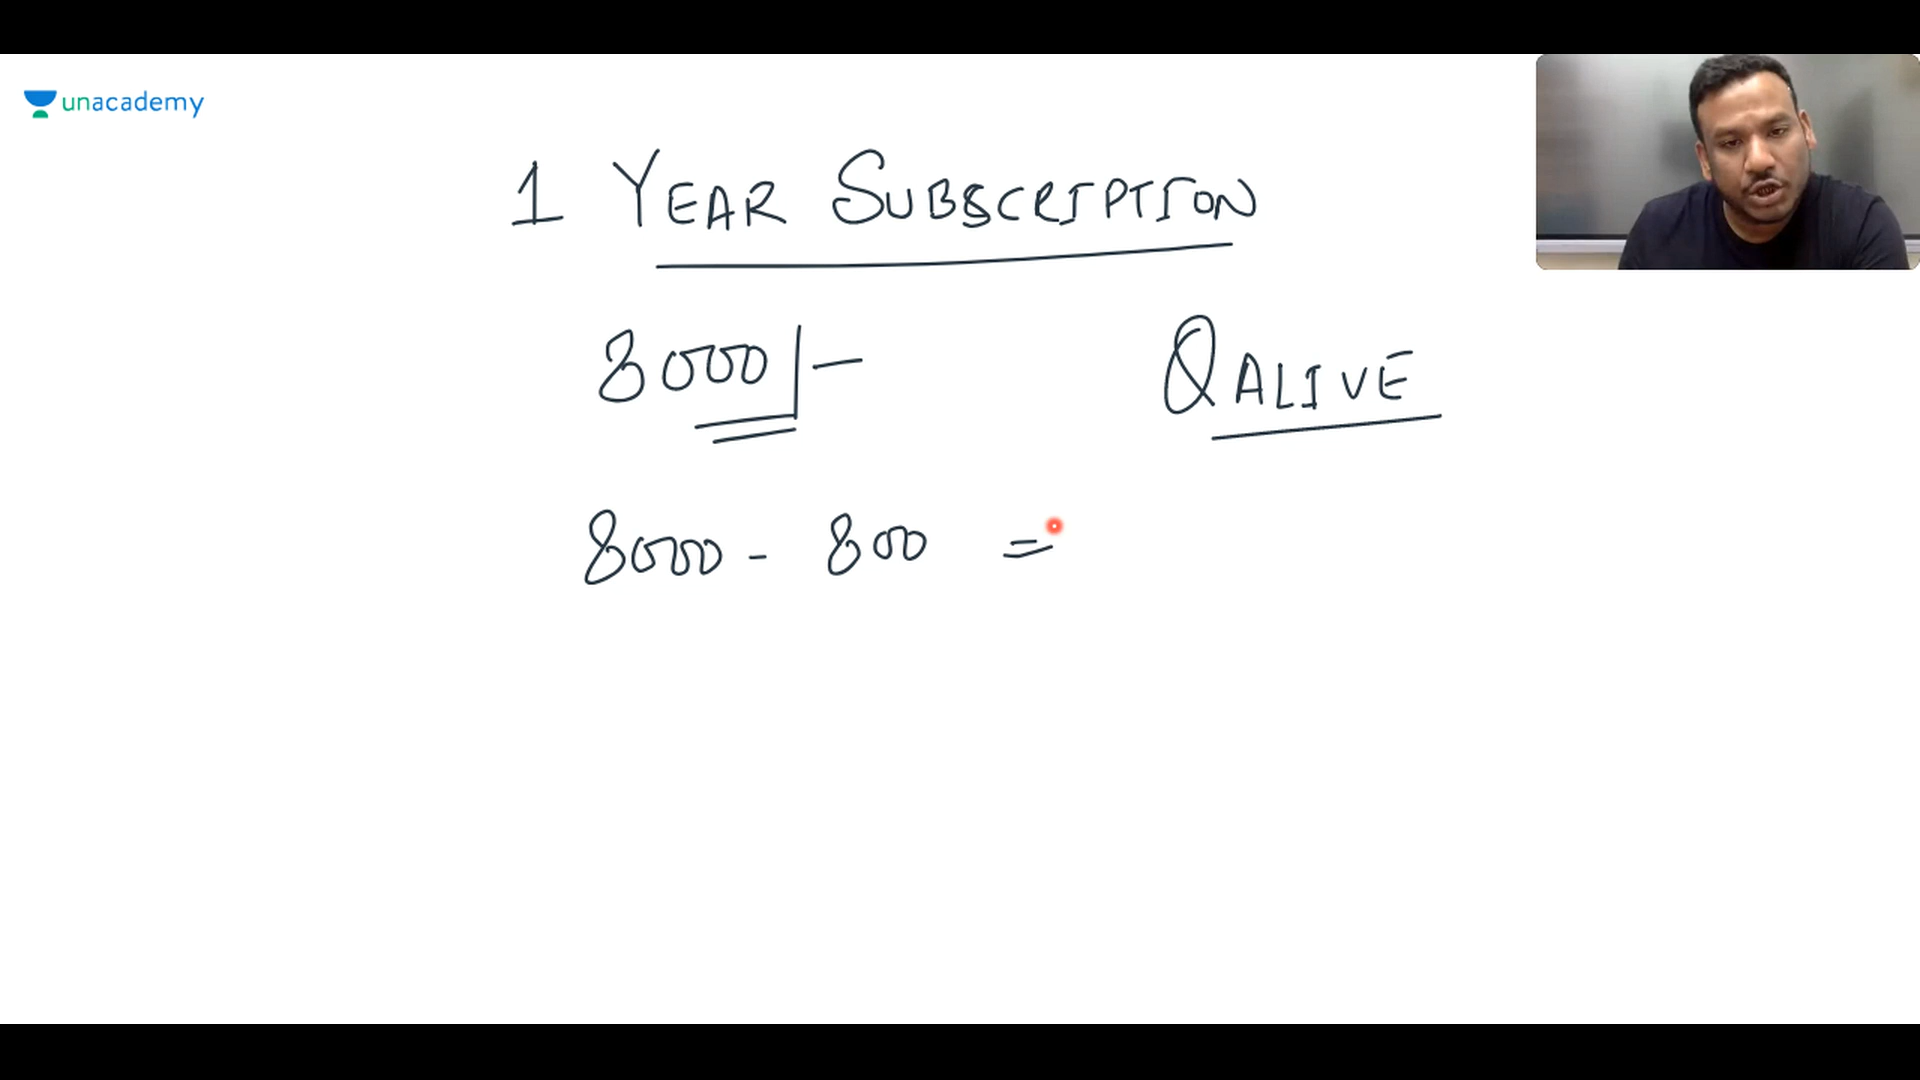 unacademy
1 YEAR SUBSCRIPTION
8000/- QALIVE
8000 - 800 =